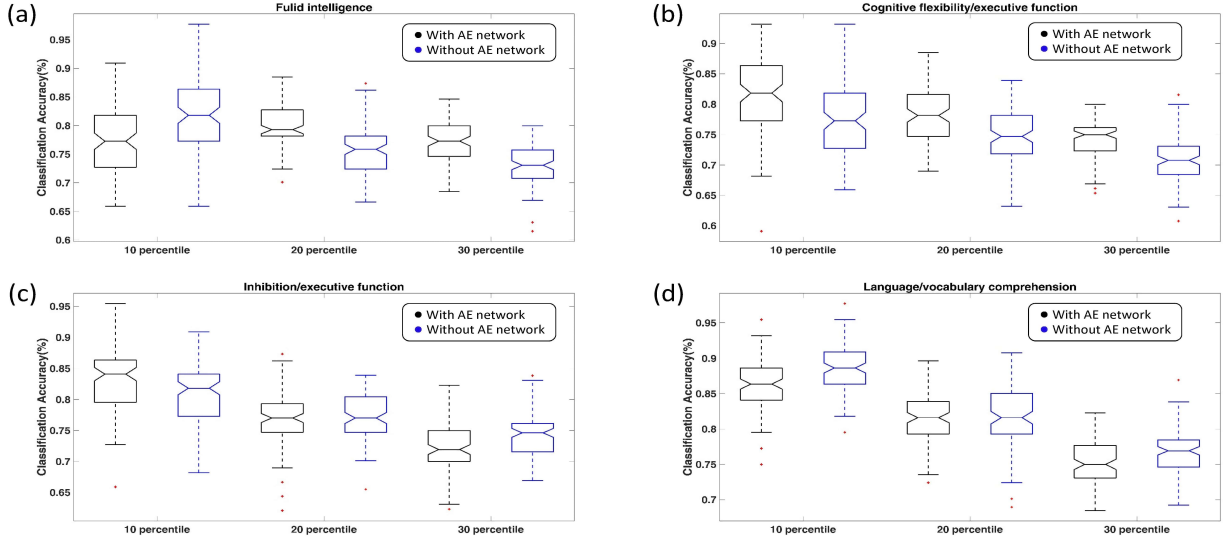 (a)
Fulid intelligence
With AE network
Without AE network
Classification Accuracy(%)
0.95
0.9
0.85
0.8
0.75
0.7
0.65
0.6
10 percentile
20 percentile
30 percentile
(b)
Cognitive flexibility/executive function
With AE network
Without AE network
Classification Accuracy(%)
0.9
0.85
0.8
0.75
0.7
0.65
0.6
10 percentile
20 percentile
30 percentile
(c)
Inhibition/executive function
With AE network
Without AE network
Classification Accuracy(%)
0.95
0.9
0.85
0.8
0.75
0.7
0.65
10 percentile
20 percentile
30 percentile
(d)
Language/vocabulary comprehension
With AE network
Without AE network
Classification Accuracy(%)
0.95
0.9
0.85
0.8
0.75
0.7
10 percentile
20 percentile
30 percentile